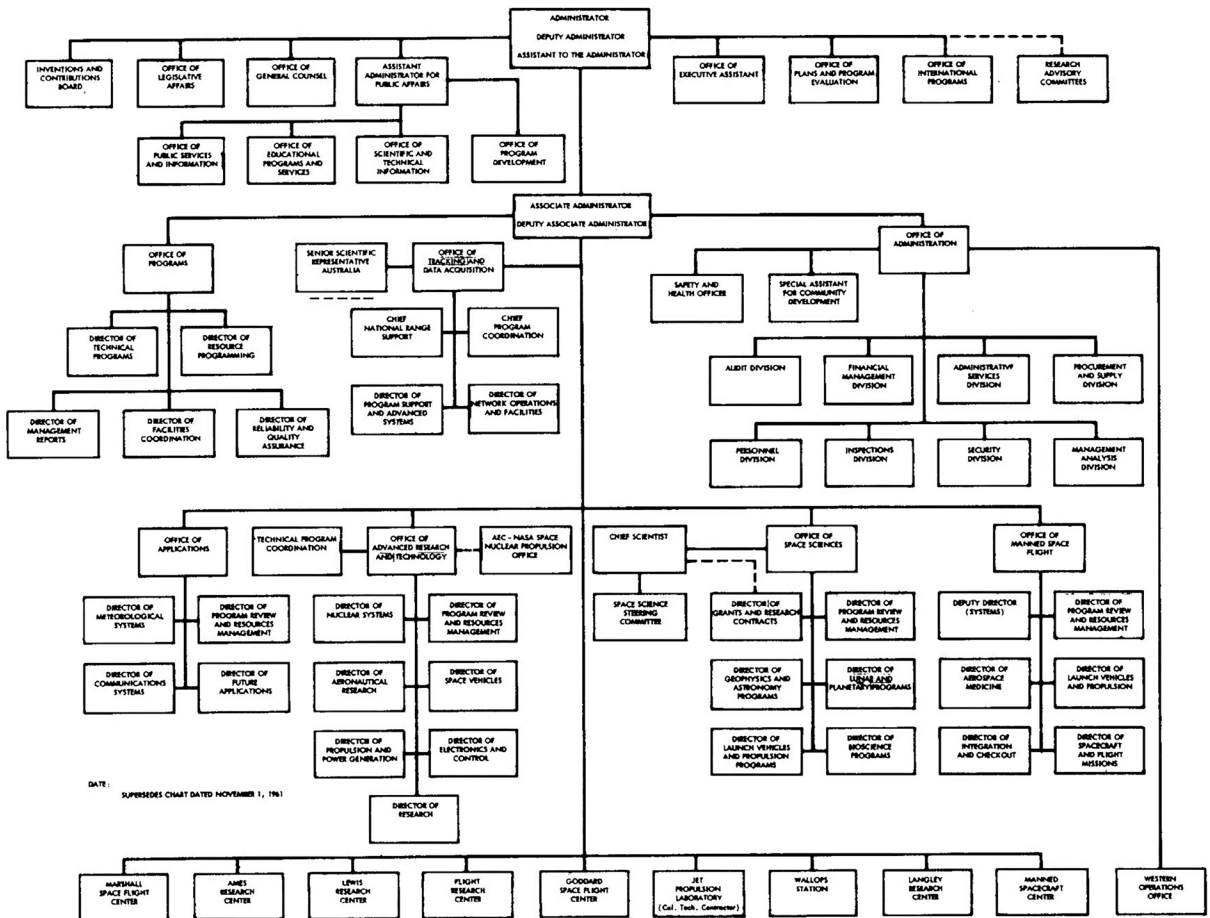 ADMINISTRATOR
DEPUTY ADMINISTRATOR
ASSISTANT TO THE ADMINISTRATOR
INVENTIONS AND
CONTRIBUTIONS
BOARD
OFFICE OF
LEGISLATIVE
AFFAIRS
OFFICE OF
GENERAL COUNSEL
ASSISTANT
ADMINISTRATOR FOR
PUBLIC AFFAIRS
OFFICE OF
EXECUTIVE ASSISTANT
OFFICE OF
PLANS AND PROGRAM
EVALUATION
OFFICE OF
INTERNATIONAL
PROGRAMS
RESEARCH
ADVISORY
COMMITTEES
OFFICE OF
PUBLIC SERVICES
AND INFORMATION
OFFICE OF
EDUCATIONAL
PROGRAMS AND
SERVICES
OFFICE OF
SCIENTIFIC AND
TECHNICAL
INFORMATION
OFFICE OF
PROGRAM
DEVELOPMENT
ASSOCIATE ADMINISTRATOR
DEPUTY ASSOCIATE ADMINISTRATOR
OFFICE OF
PROGRAMS
SENIOR SCIENTIFIC
REPRESENTATIVE
AUSTRALIA
OFFICE OF
TRACKING AND
DATA ACQUISITION
OFFICE OF
ADMINISTRATION
SAFETY AND
HEALTH OFFICER
SPECIAL ASSISTANT
FOR COMMUNITY
DEVELOPMENT
DIRECTOR OF
TECHNICAL
PROGRAMS
DIRECTOR OF
RESOURCE
PROGRAMMING
CHIEF
NATIONAL RANGE
SUPPORT
CHIEF
PROGRAM
COORDINATION
AUDIT DIVISION
FINANCIAL
MANAGEMENT
DIVISION
ADMINISTRATIVE
SERVICES
DIVISION
PROCUREMENT
AND SUPPLY
DIVISION
DIRECTOR OF
MANAGEMENT
REPORTS
DIRECTOR OF
FACILITIES
COORDINATION
DIRECTOR OF
RELIABILITY AND
QUALITY
ASSURANCE
DIRECTOR OF
PROGRAM SUPPORT
AND ADVANCED
SYSTEMS
DIRECTOR OF
NETWORK OPERATIONS
AND FACILITIES
PERSONNEL
DIVISION
INSPECTIONS
DIVISION
SECURITY
DIVISION
MANAGEMENT
ANALYSIS
DIVISION
OFFICE OF
APPLICATIONS
TECHNICAL PROGRAM
COORDINATION
OFFICE OF
ADVANCED RESEARCH
AND TECHNOLOGY
AEC - NASA SPACE
NUCLEAR PROPULSION
OFFICE
CHIEF SCIENTIST
OFFICE OF
SPACE SCIENCES
OFFICE OF
MANNED SPACE
FLIGHT
DIRECTOR OF
METEOROLOGICAL
SYSTEMS
DIRECTOR OF
PROGRAM REVIEW
AND RESOURCES
MANAGEMENT
DIRECTOR OF
NUCLEAR SYSTEMS
DIRECTOR OF
PROGRAM REVIEW
AND RESOURCES
MANAGEMENT
SPACE SCIENCE
STEERING
COMMITTEE
DIRECTOR OF
GRANTS AND RESEARCH
CONTRACTS
DIRECTOR OF
PROGRAM REVIEW
AND RESOURCES
MANAGEMENT
DEPUTY DIRECTOR
(SYSTEMS)
DIRECTOR OF
PROGRAM REVIEW
AND RESOURCES
MANAGEMENT
DIRECTOR OF
COMMUNICATIONS
SYSTEMS
DIRECTOR OF
FUTURE
APPLICATIONS
DIRECTOR OF
AERONAUTICAL
RESEARCH
DIRECTOR OF
SPACE VEHICLES
DIRECTOR OF
GEOPHYSICS AND
ASTRONOMY
PROGRAMS
DIRECTOR OF
LUNAR AND
PLANETARY PROGRAMS
DIRECTOR OF
AEROSPACE
MEDICINE
DIRECTOR OF
LAUNCH VEHICLES
AND PROPULSION
DIRECTOR OF
PROPULSION AND
POWER GENERATION
DIRECTOR OF
ELECTRONICS AND
CONTROL
DIRECTOR OF
LAUNCH VEHICLES
AND PROPULSION
PROGRAMS
DIRECTOR OF
BIOSCIENCE
PROGRAMS
DIRECTOR OF
INTEGRATION
AND CHECKOUT
DIRECTOR OF
SPACECRAFT
AND FLIGHT
MISSIONS
DATE:
SUPERSEDES CHART DATED NOVEMBER 1, 1961
DIRECTOR OF
RESEARCH
MARSHALL
SPACE FLIGHT
CENTER
AMES
RESEARCH
CENTER
LEWIS
RESEARCH
CENTER
FLIGHT
RESEARCH
CENTER
GODDARD
SPACE FLIGHT
CENTER
JET
PROPULSION
LABORATORY
(Cal. Tech. Contractor)
WALLOPS
STATION
LANGLEY
RESEARCH
CENTER
MANNED
SPACECRAFT
CENTER
WESTERN
OPERATIONS
OFFICE